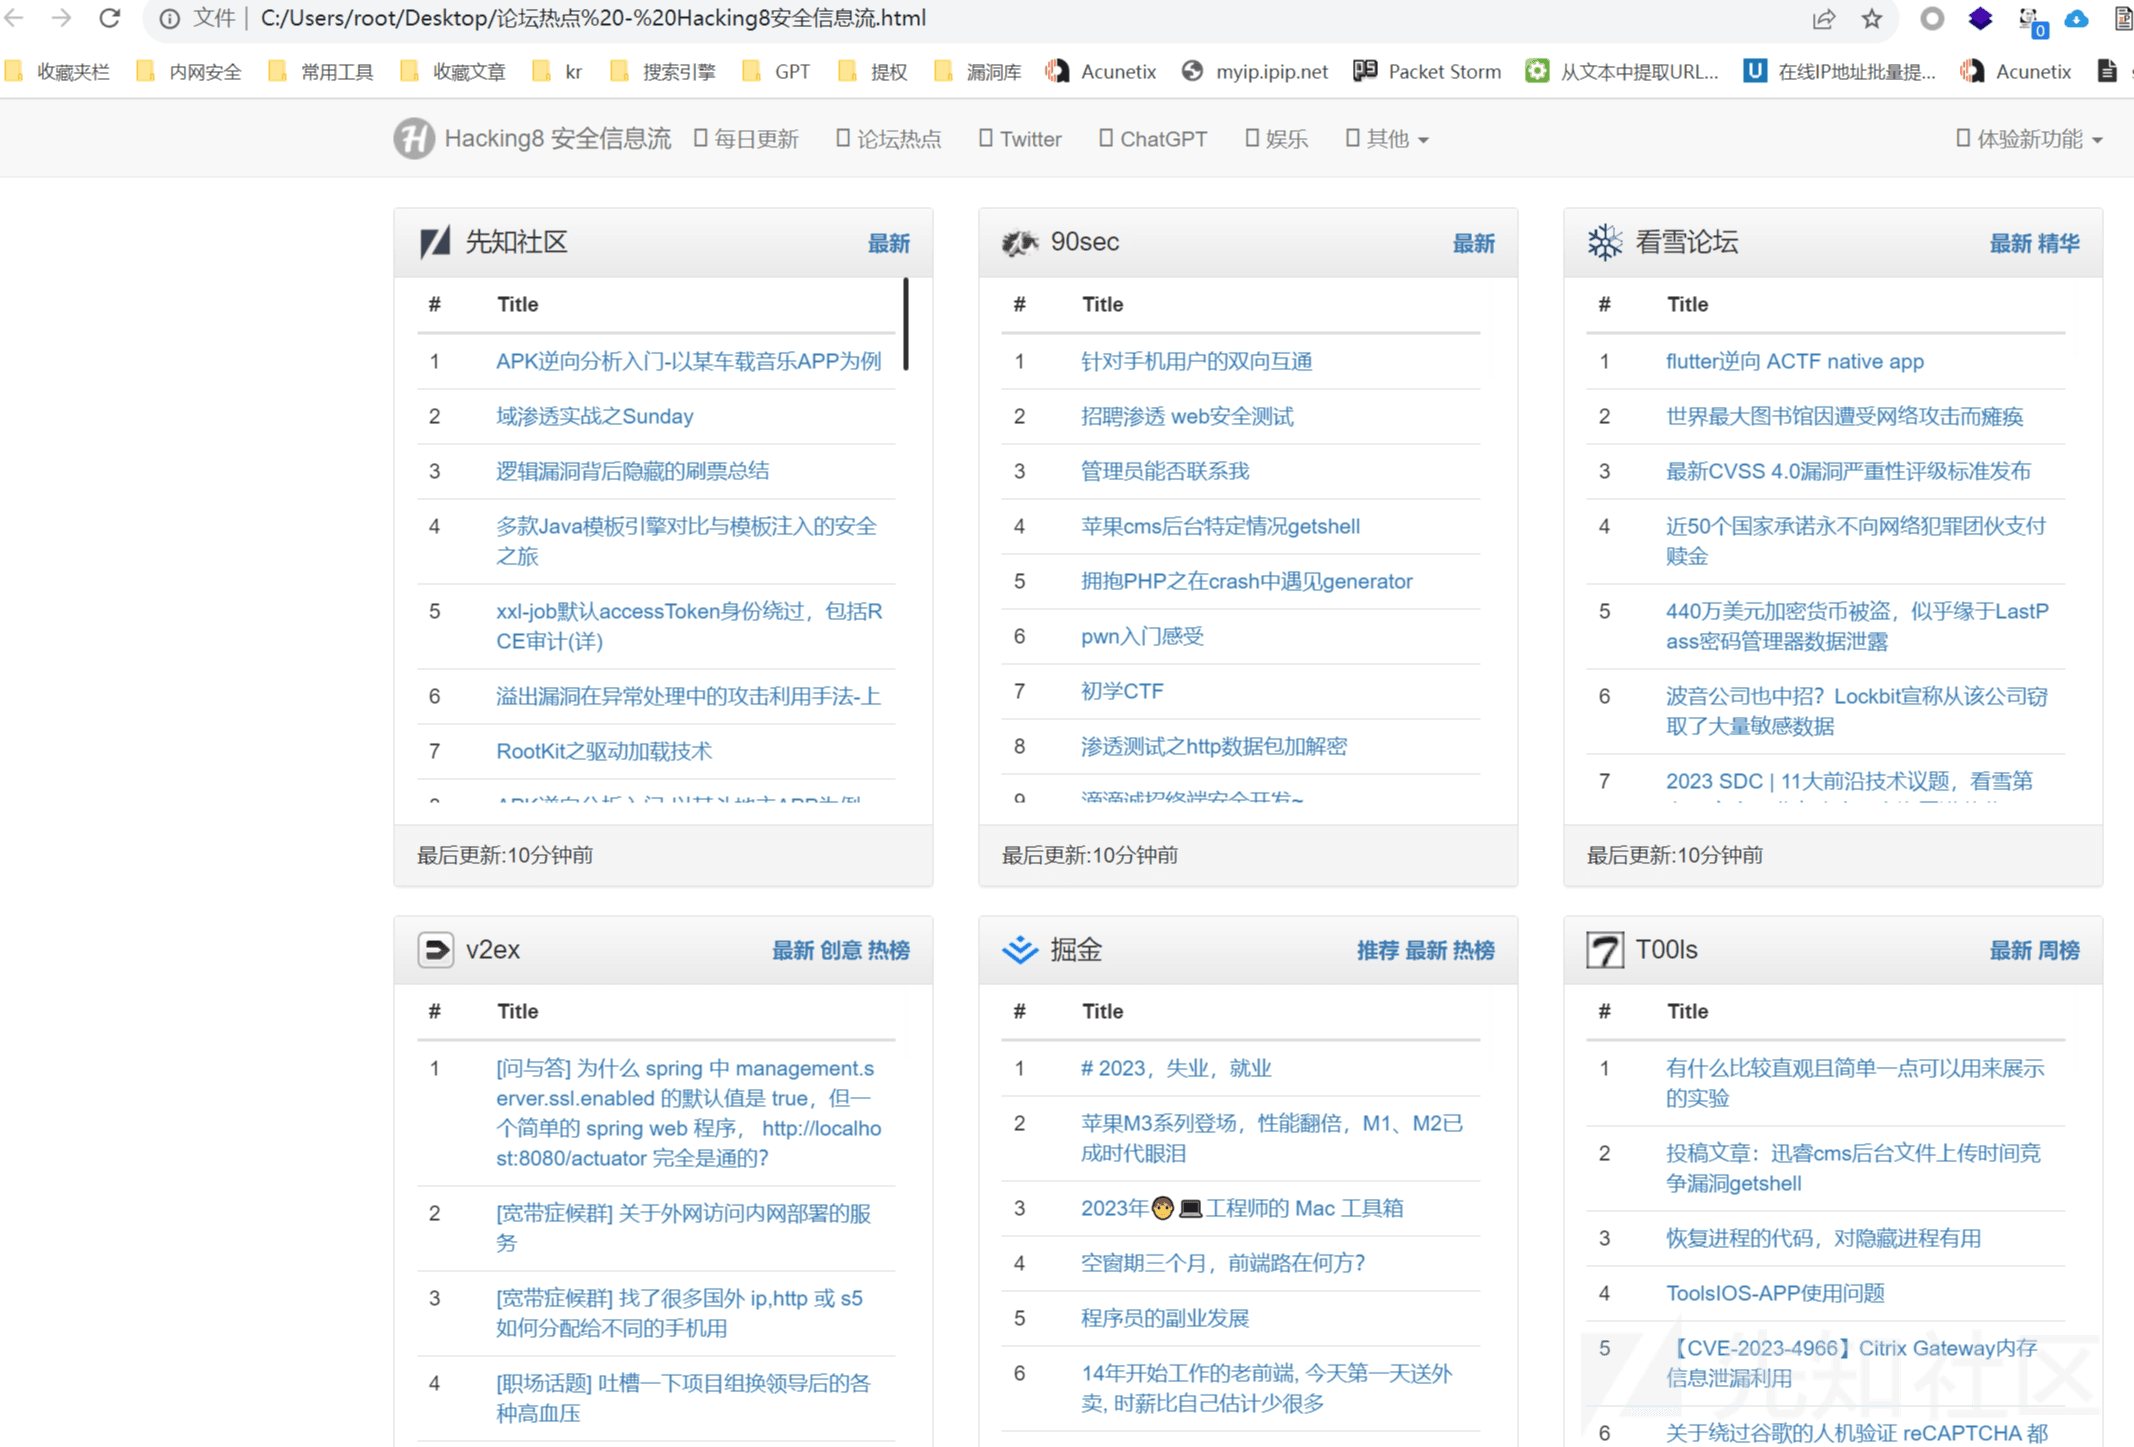 文件 | C:/Users/root/Desktop/论坛热点%20-%20Hacking8安全信息流.html
收藏夹栏 内网安全 常用工具 收藏文章 kr 搜索引擎 GPT 提权 漏洞库 Acunetix myip.ipip.net Packet Storm 从文本中提取URL... 在线IP地址批量提... Acunetix
Hacking8 安全信息流 每日更新 论坛热点 Twitter ChatGPT 娱乐 其他 体验新功能
先知社区 最新
# Title
1 APK逆向分析入门-以某车载音乐APP为例
2 域渗透实战之Sunday
3 逻辑漏洞背后隐藏的刷票总结
4 多款Java模板引擎对比与模板注入的安全
之旅
5 xxl-job默认accessToken身份绕过，包括R
CE审计(详)
6 溢出漏洞在异常处理中的攻击利用手法-上
7 RootKit之驱动加载技术
最后更新:10分钟前
90sec 最新
# Title
1 针对手机用户的双向互通
2 招聘渗透 web安全测试
3 管理员能否联系我
4 苹果cms后台特定情况getshell
5 拥抱PHP之在crash中遇见generator
6 pwn入门感受
7 初学CTF
8 渗透测试之http数据包加解密
9 滴滴诚招终端安全开发~
最后更新:10分钟前
看雪论坛 最新 精华
# Title
1 flutter逆向 ACTF native app
2 世界最大图书馆因遭受网络攻击而瘫痪
3 最新CVSS 4.0漏洞严重性评级标准发布
4 近50个国家承诺永不向网络犯罪团伙支付
赎金
5 440万美元加密货币被盗，似乎缘于LastP
ass密码管理器数据泄露
6 波音公司也中招？Lockbit宣称从该公司窃
取了大量敏感数据
7 2023 SDC | 11大前沿技术议题，看雪第
最后更新:10分钟前
v2ex 最新 创意 热榜
# Title
1 [问与答] 为什么 spring 中 management.s
erver.ssl.enabled 的默认值是 true，但一
个简单的 spring web 程序， http://localho
st:8080/actuator 完全是通的？
2 [宽带症候群] 关于外网访问内网部署的服
务
3 [宽带症候群] 找了很多国外 ip,http 或 s5
如何分配给不同的手机用
4 [职场话题] 吐槽一下项目组换领导后的各
种高血压
掘金 推荐 最新 热榜
# Title
1 # 2023，失业，就业
2 苹果M3系列登场，性能翻倍，M1、M2已
成时代眼泪
3 2023年🧑💻工程师的 Mac 工具箱
4 空窗期三个月，前端路在何方？
5 程序员的副业发展
6 14年开始工作的老前端, 今天第一天送外
卖, 时薪比自己估计少很多
T00ls 最新 周榜
# Title
1 有什么比较直观且简单一点可以用来展示
的实验
2 投稿文章：迅睿cms后台文件上传时间竞
争漏洞getshell
3 恢复进程的代码，对隐藏进程有用
4 ToolsIOS-APP使用问题
5 【CVE-2023-4966】Citrix Gateway内存
信息泄漏利用
6 关于绕过谷歌的人机验证 reCAPTCHA 都
先知社区